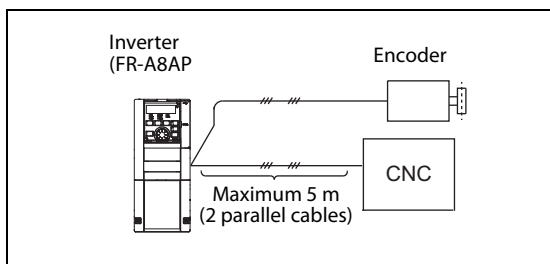 Inverter
(FR-A8AP
Encoder
CNC
Maximum 5 m
(2 parallel cables)